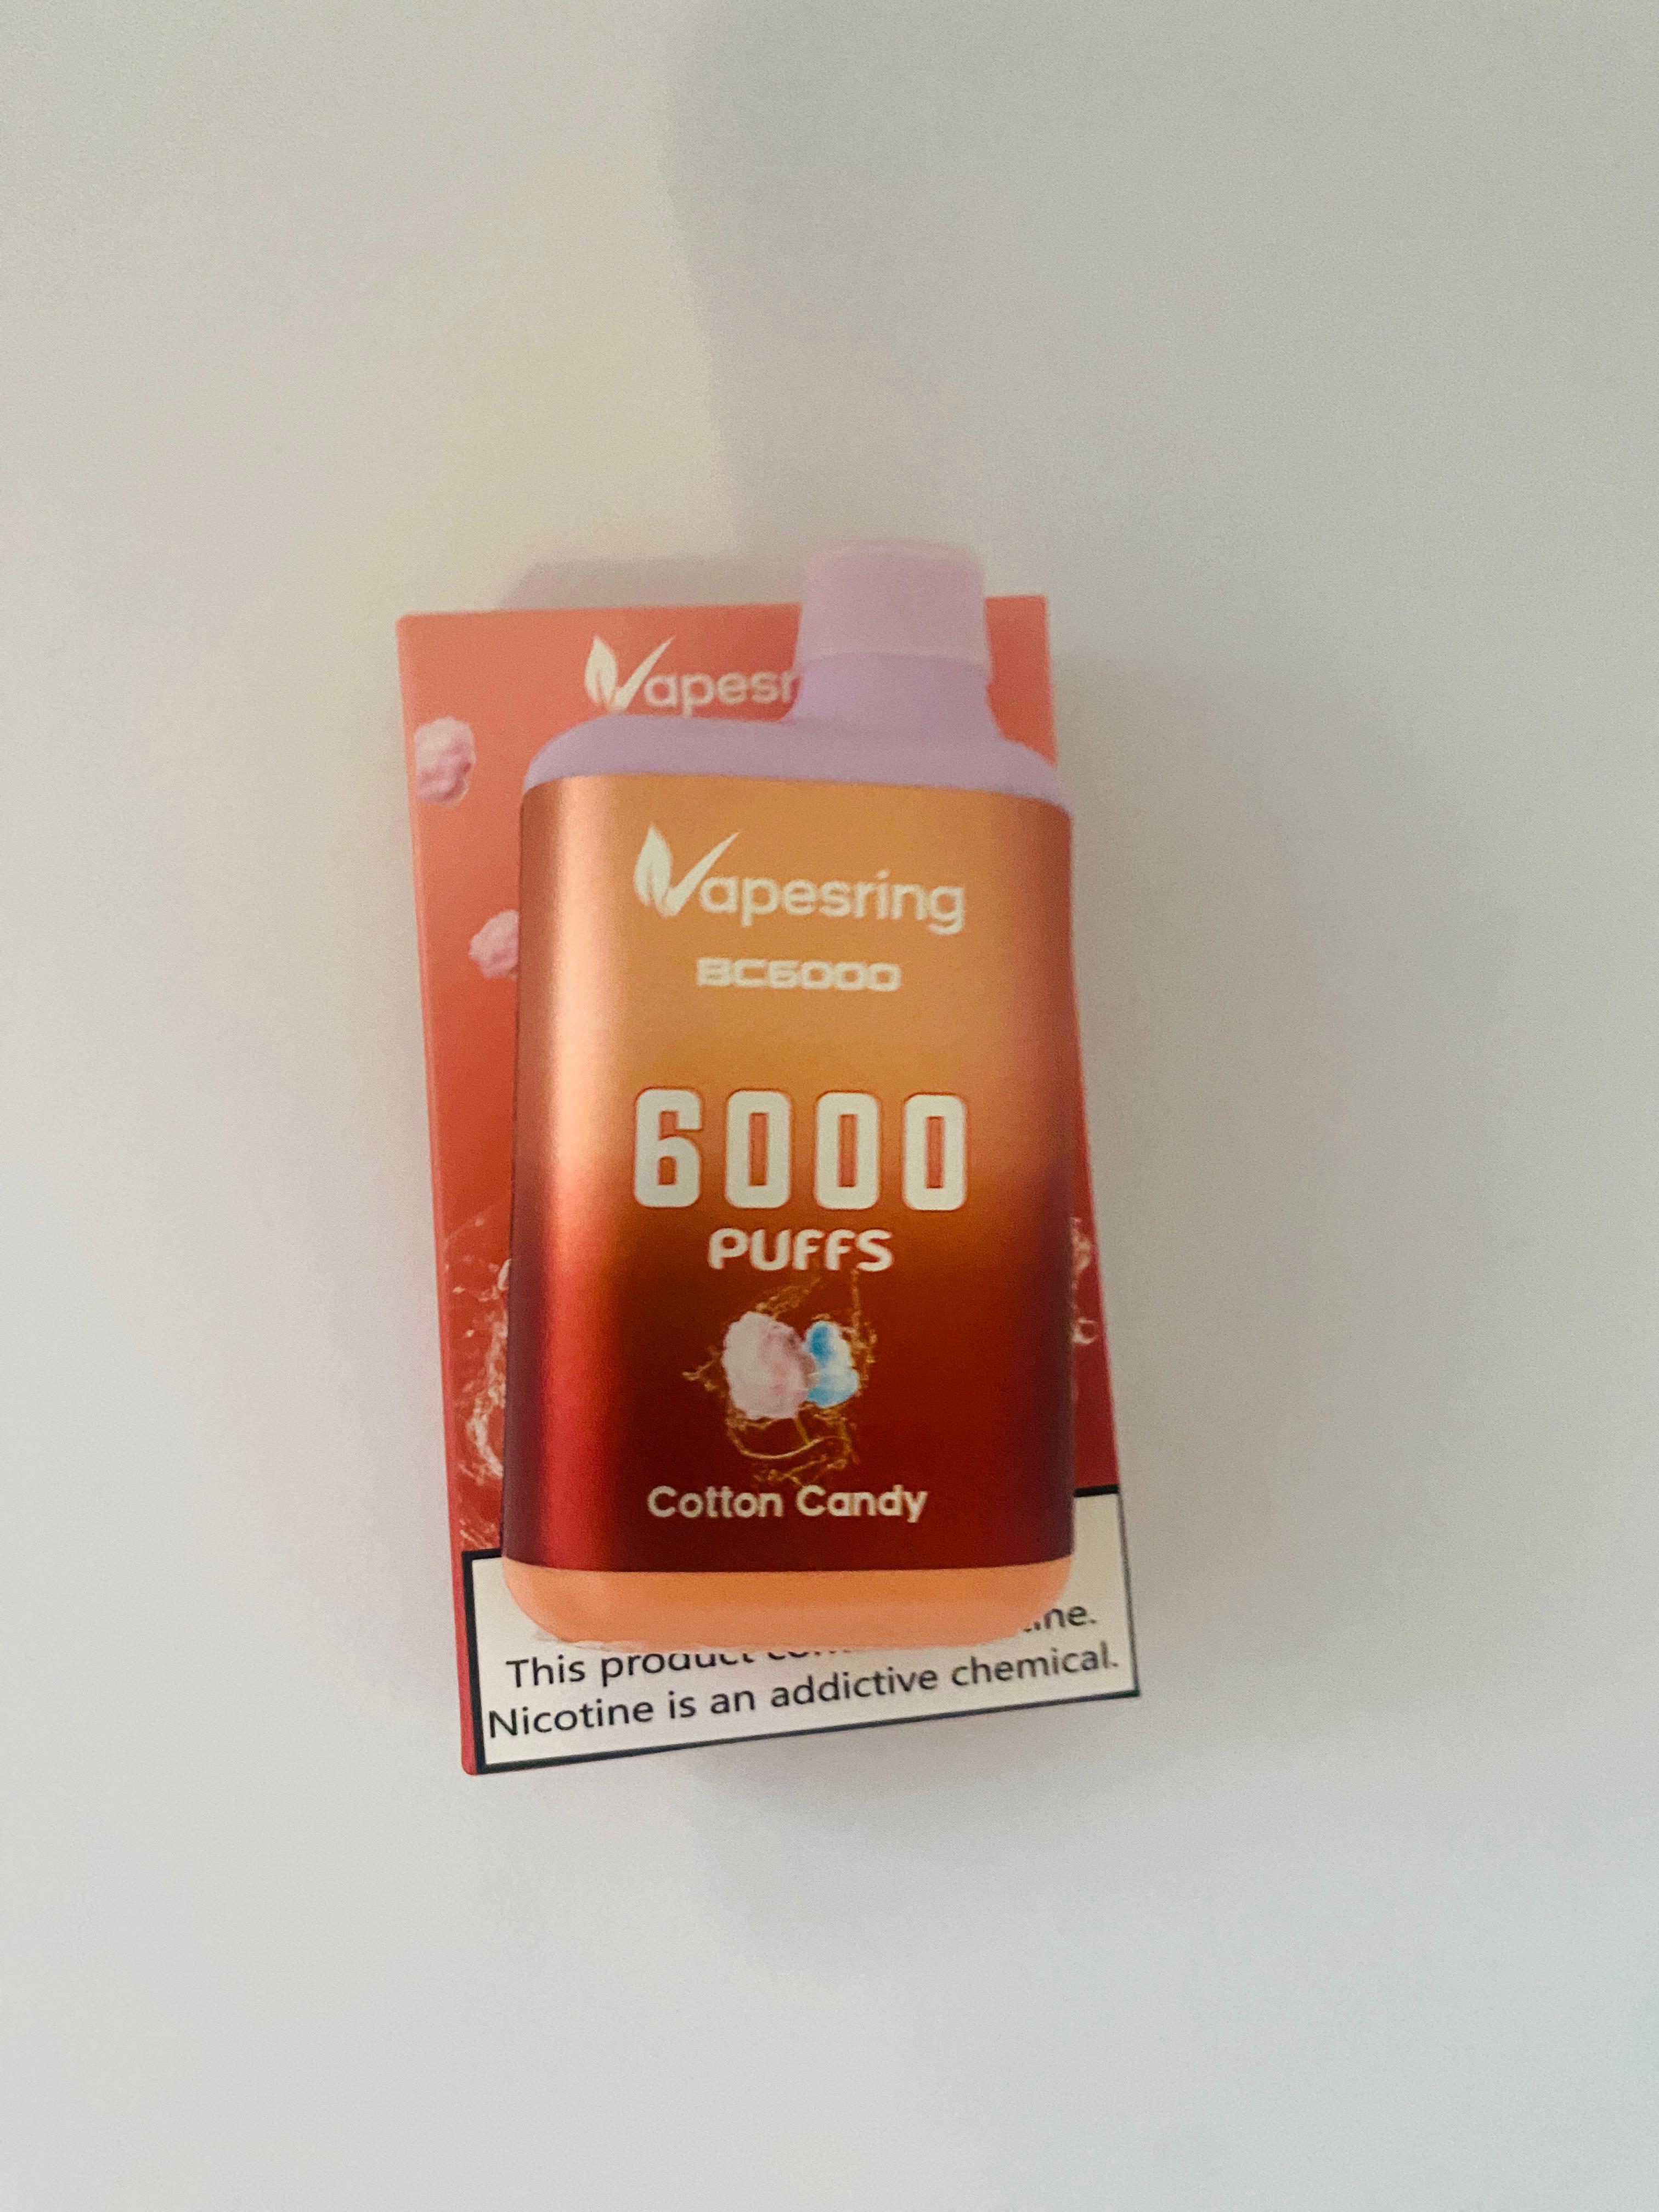 Vapesr
Vapesring
BC6000
6000
PUFFS
Cotton Candy
This product
Nicotine is an addictive chemical.